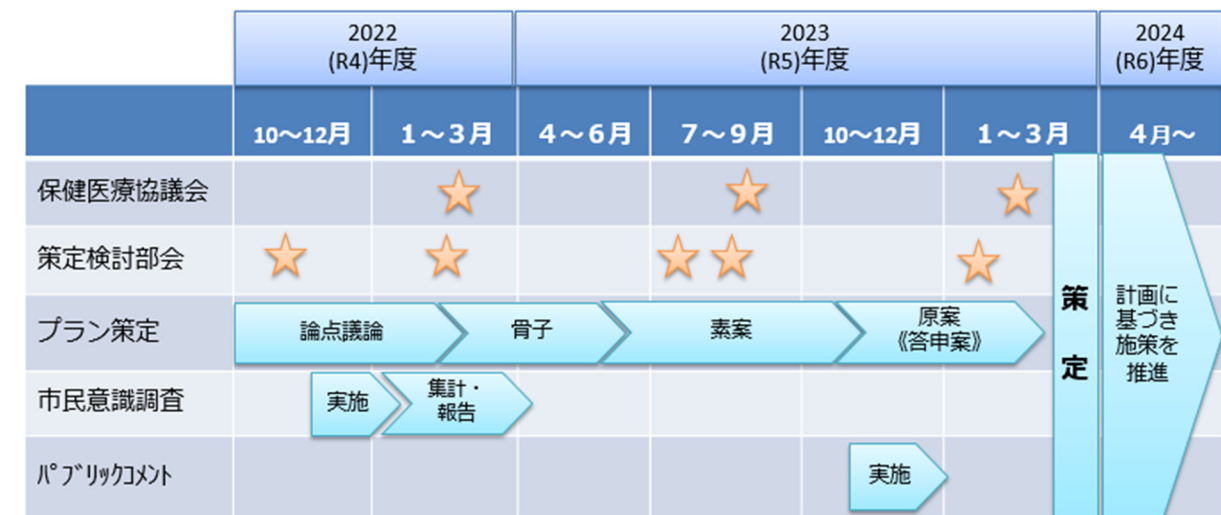 2022
(R4)年度
2023
(R5)年度
2024
(R6)年度
10～12月
1～3月
4～6月
7～9月
10～12月
1～3月
4月～
保健医療協議会
策定検討部会
プラン策定
論点議論
骨子
素案
原案
《答申案》
市民意識調査
実施
集計・
報告
ﾊﾟﾌﾞﾘｯｸｺﾒﾝﾄ
実施
策
定
計画に
基づき
施策を
推進